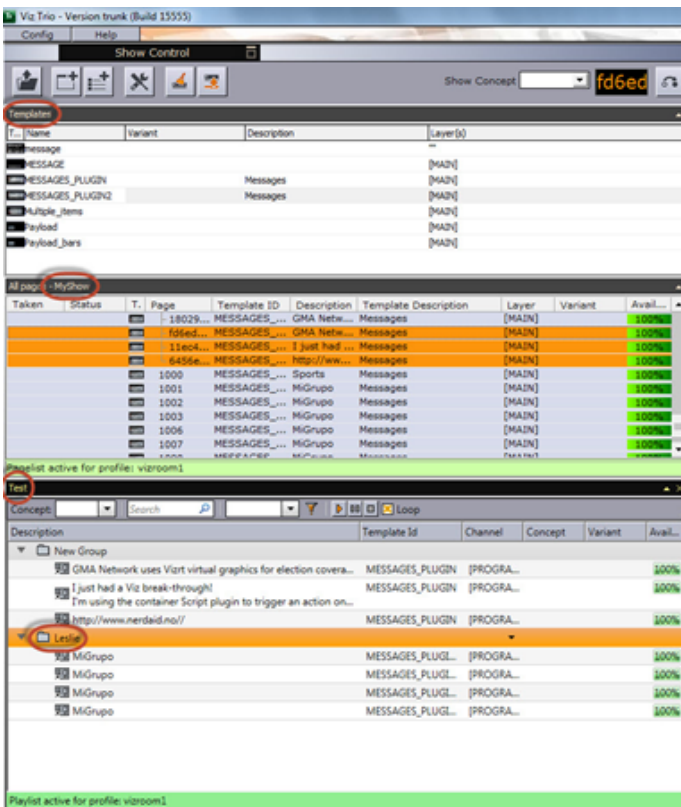 Viz Trio - Version trunk (Build 15555)
Config Help
Show Control
Show Concept fd6ed
Templates
T... Name Variant Description Layer(s)
message ""
MESSAGE [MAIN]
MESSAGES_PLUGIN Messages [MAIN]
MESSAGES_PLUGIN2 Messages [MAIN]
Multiple_items [MAIN]
Payload [MAIN]
Payload_bars [MAIN]
All pages - MyShow
Taken Status T. Page Template ID Description Template Description Layer Variant Avail...
18029... MESSAGES_... GMA Netw... Messages [MAIN] 100%
fd6ed... MESSAGES_... GMA Netw... Messages [MAIN] 100%
11ec4... MESSAGES_... I just had ... Messages [MAIN] 100%
6456e... MESSAGES_... http://ww... Messages [MAIN] 100%
1000 MESSAGES_... Sports Messages [MAIN] 100%
1001 MESSAGES_... MiGrupo Messages [MAIN] 100%
1002 MESSAGES_... MiGrupo Messages [MAIN] 100%
1003 MESSAGES_... MiGrupo Messages [MAIN] 100%
1006 MESSAGES_... MiGrupo Messages [MAIN] 100%
1007 MESSAGES_... MiGrupo Messages [MAIN] 100%
Pagelist active for profile: vizroom1
Test
Concept: Search Loop
Description Template Id Channel Concept Variant Avail...
New Group
GMA Network uses Vizrt virtual graphics for election covera... MESSAGES_PLUGIN [PROGRA... 100%
I just had a Viz break-through!
I'm using the container Script plugin to trigger an action on... MESSAGES_PLUGIN [PROGRA... 100%
http://www.nerdaid.no// MESSAGES_PLUGIN [PROGRA... 100%
Leslie
MiGrupo MESSAGES_PLUGI... [PROGRA... 100%
MiGrupo MESSAGES_PLUGI... [PROGRA... 100%
MiGrupo MESSAGES_PLUGI... [PROGRA... 100%
MiGrupo MESSAGES_PLUGI... [PROGRA... 100%
Playlist active for profile: vizroom1